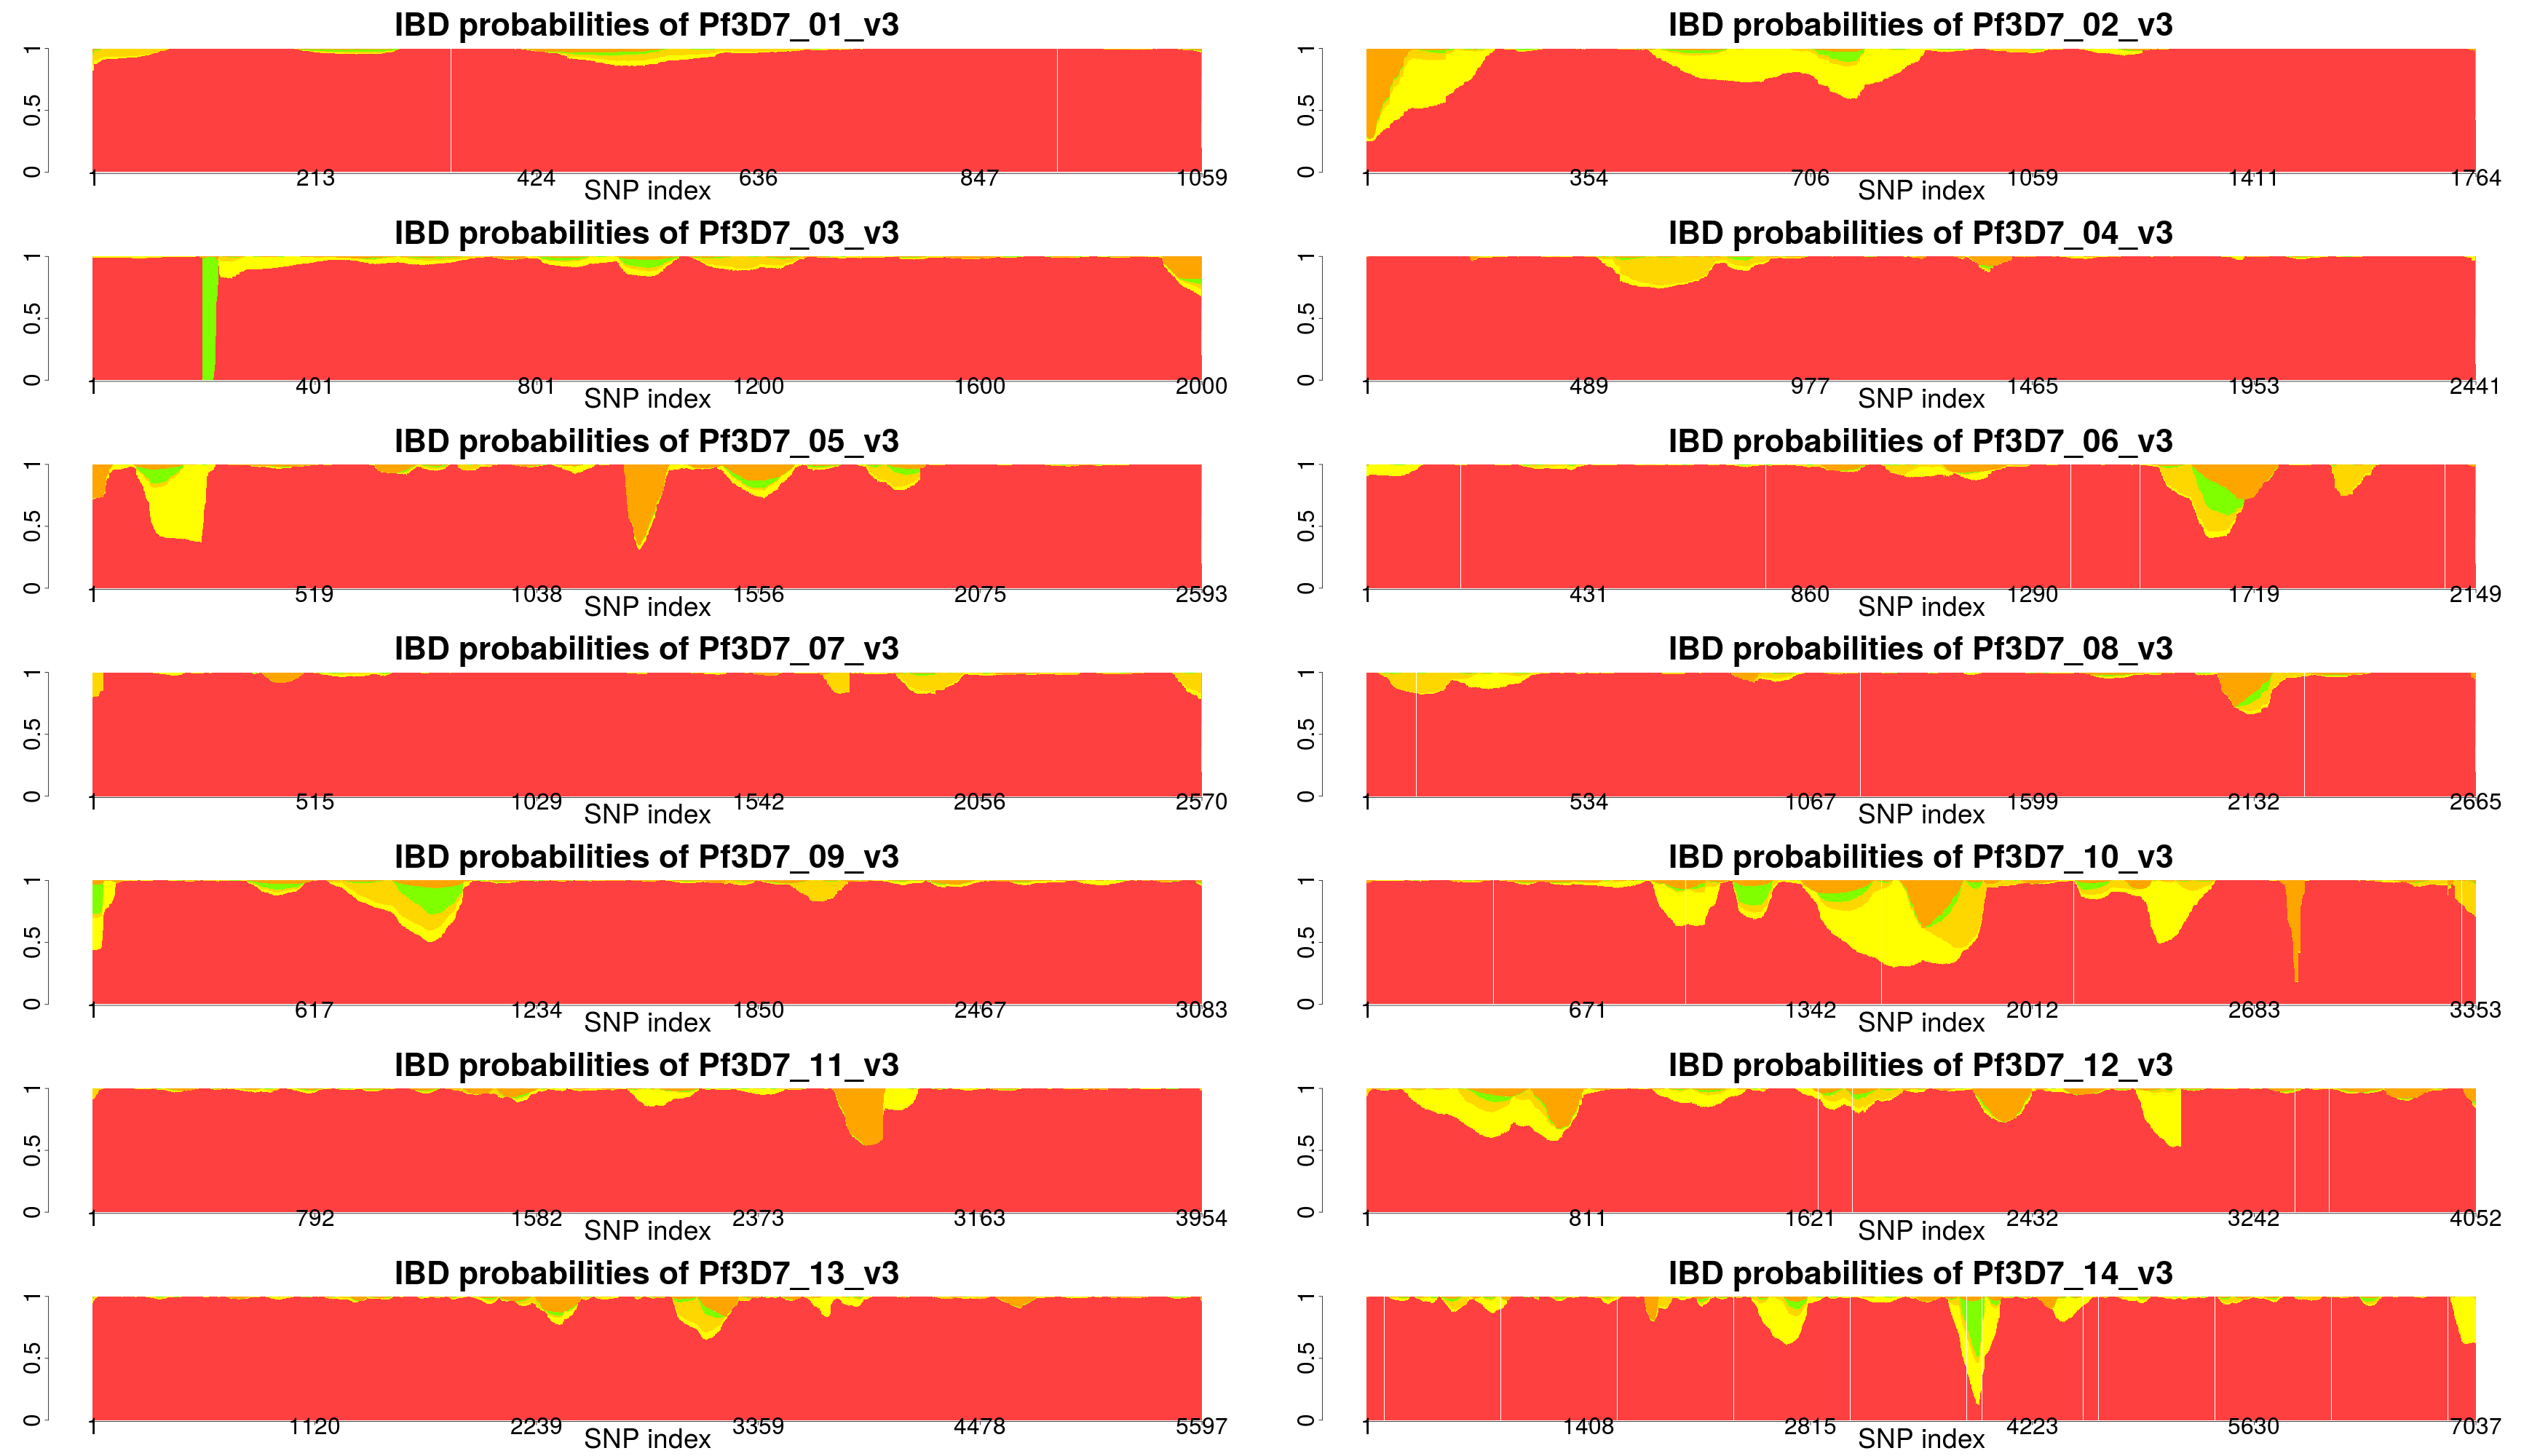 IBD probabilities of Pf3D7_01_v3
0 0.5 1
1 213 424 636 847 1059
SNP index
IBD probabilities of Pf3D7_02_v3
0 0.5 1
1 354 706 1059 1411 1764
SNP index
IBD probabilities of Pf3D7_03_v3
0 0.5 1
1 401 801 1200 1600 2000
SNP index
IBD probabilities of Pf3D7_04_v3
0 0.5 1
1 489 977 1465 1953 2441
SNP index
IBD probabilities of Pf3D7_05_v3
0 0.5 1
1 519 1038 1556 2075 2593
SNP index
IBD probabilities of Pf3D7_06_v3
0 0.5 1
1 431 860 1290 1719 2149
SNP index
IBD probabilities of Pf3D7_07_v3
0 0.5 1
1 515 1029 1542 2056 2570
SNP index
IBD probabilities of Pf3D7_08_v3
0 0.5 1
1 534 1067 1599 2132 2665
SNP index
IBD probabilities of Pf3D7_09_v3
0 0.5 1
1 617 1234 1850 2467 3083
SNP index
IBD probabilities of Pf3D7_10_v3
0 0.5 1
1 671 1342 2012 2683 3353
SNP index
IBD probabilities of Pf3D7_11_v3
0 0.5 1
1 792 1582 2373 3163 3954
SNP index
IBD probabilities of Pf3D7_12_v3
0 0.5 1
1 811 1621 2432 3242 4052
SNP index
IBD probabilities of Pf3D7_13_v3
0 0.5 1
1 1120 2239 3359 4478 5597
SNP index
IBD probabilities of Pf3D7_14_v3
0 0.5 1
1 1408 2815 4223 5630 7037
SNP index